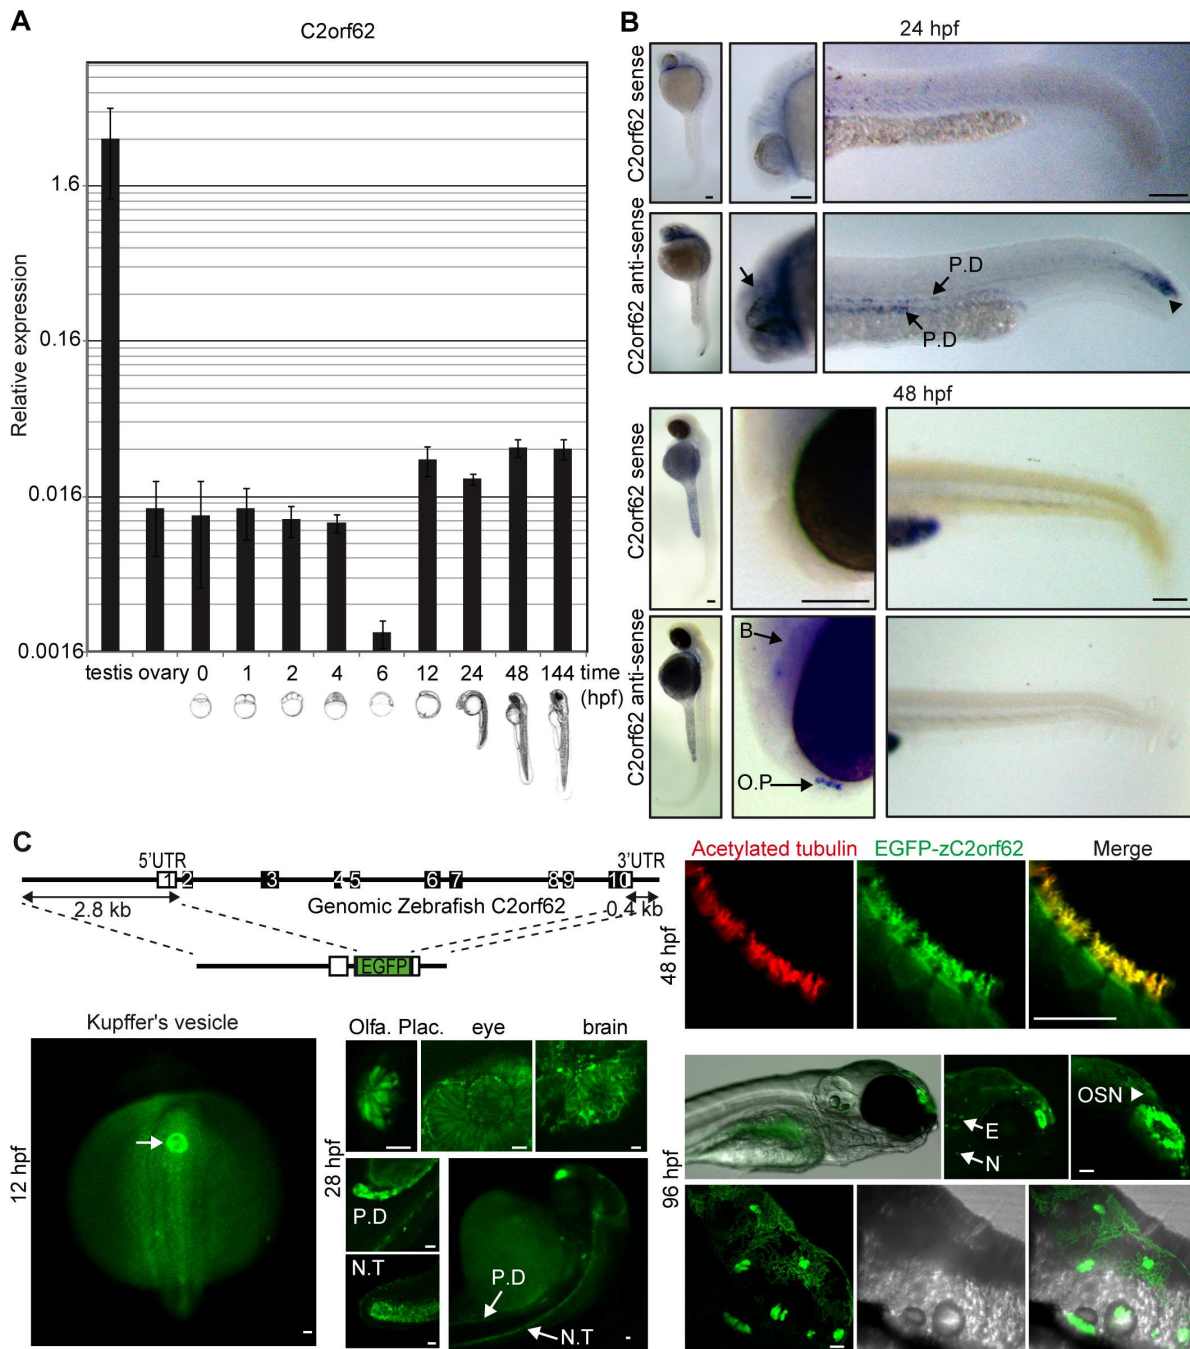 A
C2orf62
Relative expression
1.6
0.16
0.016
0.0016
testis ovary 0 1 2 4 6 12 24 48 144 time
(hpf)
B
24 hpf
C2orf62 sense
C2orf62 anti-sense
P.D
P.D
48 hpf
C2orf62 sense
C2orf62 anti-sense
B
O.P
C
5'UTR
3'UTR
1 2 3 4 5 6 7 8 9 10
2.8 kb
Genomic Zebrafish C2orf62
0.4 kb
EGFP
Kupffer's vesicle
12 hpf
Olfa. Plac. eye brain
28 hpf
P.D
N.T
P.D
N.T
Acetylated tubulin EGFP-zC2orf62 Merge
48 hpf
96 hpf
E
N
OSN